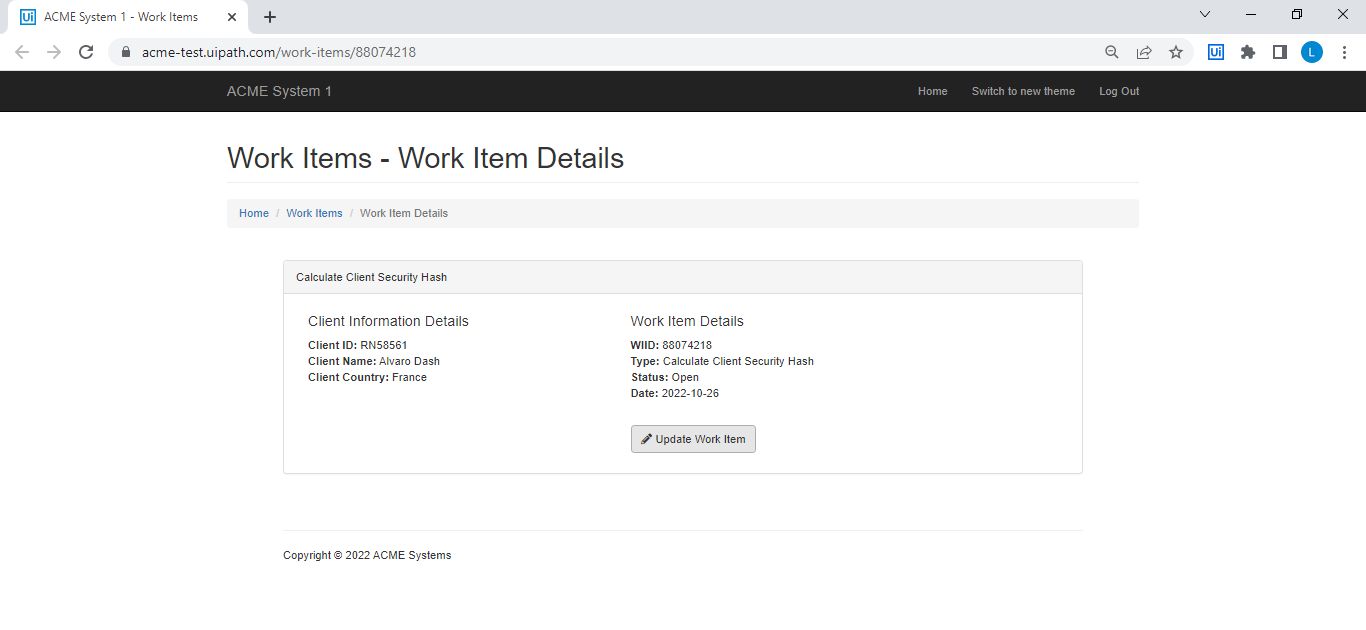 Ui ACME System 1 - Work Items
acme-test.uipath.com/work-items/88074218
Ui
L
ACME System 1 Home Switch to new theme Log Out
Work Items - Work Item Details
Home / Work Items / Work Item Details
Calculate Client Security Hash
Client Information Details
Client ID: RN58561
Client Name: Alvaro Dash
Client Country: France
Work Item Details
WIID: 88074218
Type: Calculate Client Security Hash
Status: Open
Date: 2022-10-26
Update Work Item
Copyright © 2022 ACME Systems